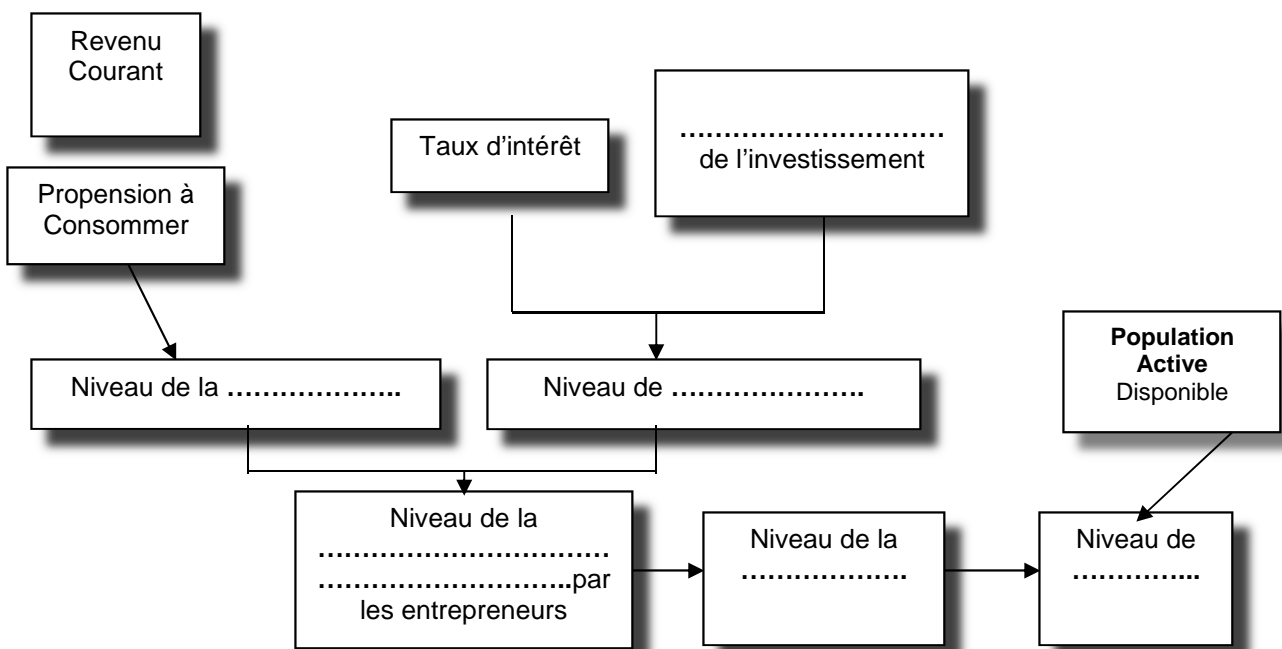 Revenu
Courant
Taux d'intérêt
…………………………
de l'investissement
Propension à
Consommer
Population
Active
Disponible
Niveau de la ………………..
Niveau de ………………….
Niveau de la
……………………………
………………………..par
les entrepreneurs
Niveau de la
……………….
Niveau de
…………...